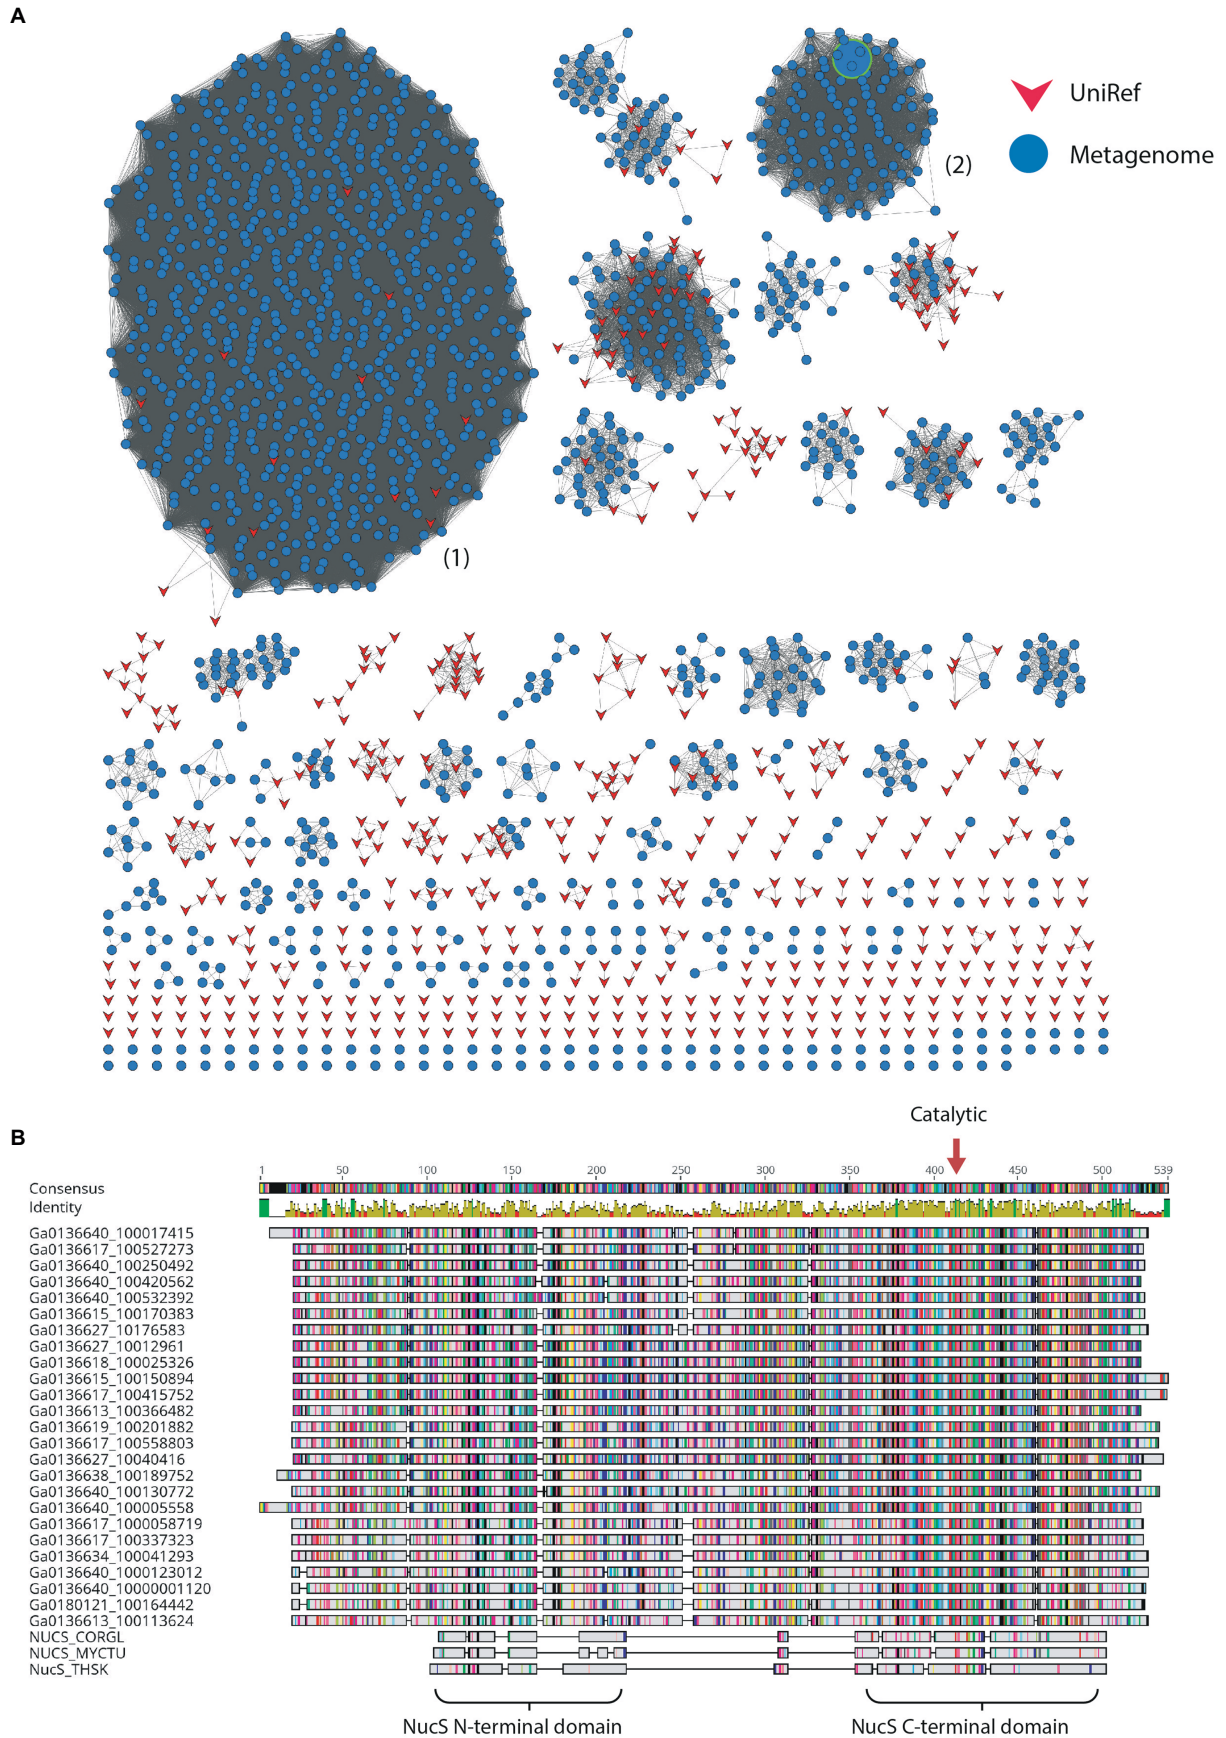 A
UniRef
Metagenome
(2)
(1)
B
Catalytic
1 50 100 150 200 250 300 350 400 450 500 539
Consensus
Identity
Ga0136640_100017415
Ga0136617_100527273
Ga0136640_100250492
Ga0136640_100420562
Ga0136640_100532392
Ga0136615_100170383
Ga0136627_10176583
Ga0136627_10012961
Ga0136618_100025326
Ga0136615_100150894
Ga0136617_100415752
Ga0136613_100366482
Ga0136619_100201882
Ga0136617_100558803
Ga0136627_10040416
Ga0136638_100189752
Ga0136640_100130772
Ga0136640_100005558
Ga0136617_1000058719
Ga0136617_100337323
Ga0136634_100041293
Ga0136640_1000123012
Ga0136640_10000001120
Ga0180121_100164442
Ga0136613_100113624
NUCS_CORGL
NUCS_MYCTU
NucS_THSK
NucS N-terminal domain NucS C-terminal domain